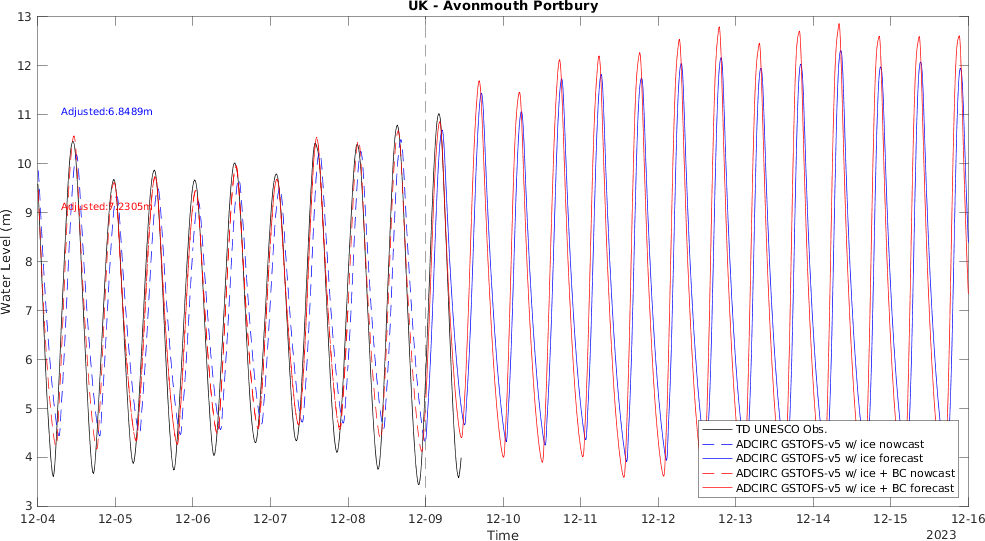 UK - Avonmouth Portbury
13
12
11
10
9
8
7
6
5
4
3
Water Level (m)
Adjusted:6.8489m
Adjusted:7.2305m
TD UNESCO Obs.
ADCIRC GSTOFS-v5 w/ ice nowcast
ADCIRC GSTOFS-v5 w/ ice forecast
ADCIRC GSTOFS-v5 w/ ice + BC nowcast
ADCIRC GSTOFS-v5 w/ ice + BC forecast
12-04 12-05 12-06 12-07 12-08 12-09 12-10 12-11 12-12 12-13 12-14 12-15 12-16
Time
2023